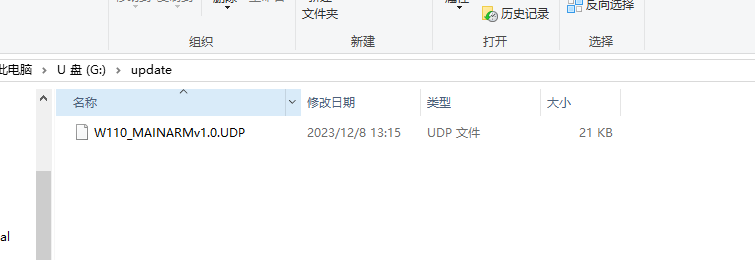 文件夹
历史记录
反向选择
组织
新建
打开
选择
此电脑 > U 盘 (G:) > update
名称 修改日期 类型 大小
W110_MAINARMv1.0.UDP 2023/12/8 13:15 UDP 文件 21 KB
al